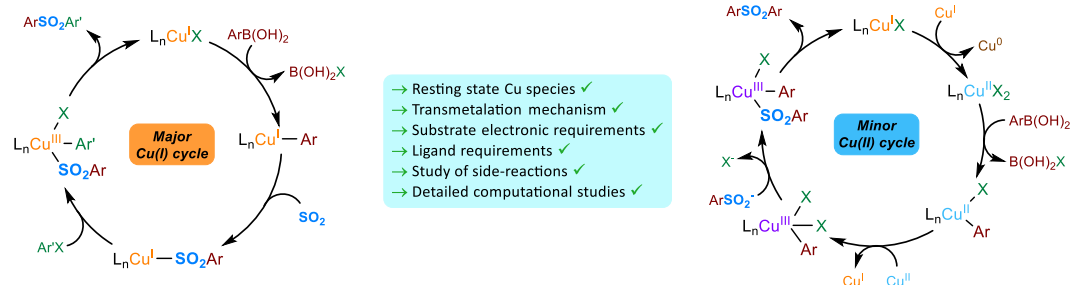 ArSO₂Ar'
LₙCuᴵX
ArB(OH)₂
B(OH)₂X
LₙCuᴵ—Ar
SO₂
LₙCuᴵ—SO₂Ar
Ar'X
X
LₙCuᴵᴵᴵ—Ar'
SO₂Ar
Major
Cu(I) cycle
→ Resting state Cu species ✓
→ Transmetalation mechanism ✓
→ Substrate electronic requirements ✓
→ Ligand requirements ✓
→ Study of side-reactions ✓
→ Detailed computational studies ✓
ArSO₂Ar
LₙCuᴵX
Cuᴵ
Cu⁰
LₙCuᴵᴵX₂
ArB(OH)₂
B(OH)₂X
X
LₙCuᴵᴵ
Ar
Cuᴵᴵ
Cuᴵ
X
LₙCuᴵᴵᴵ—X
Ar
ArSO₂⁻
X⁻
X
LₙCuᴵᴵᴵ—Ar
SO₂Ar
Minor
Cu(II) cycle